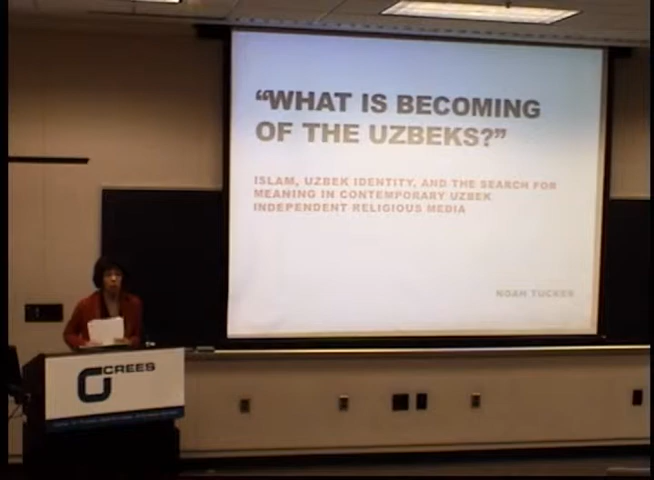 “WHAT IS BECOMING
OF THE UZBEKS?”
ISLAM, UZBEK IDENTITY, AND THE SEARCH FOR
MEANING IN CONTEMPORARY UZBEK
INDEPENDENT RELIGIOUS MEDIA
NOAH TUCKER
CREES